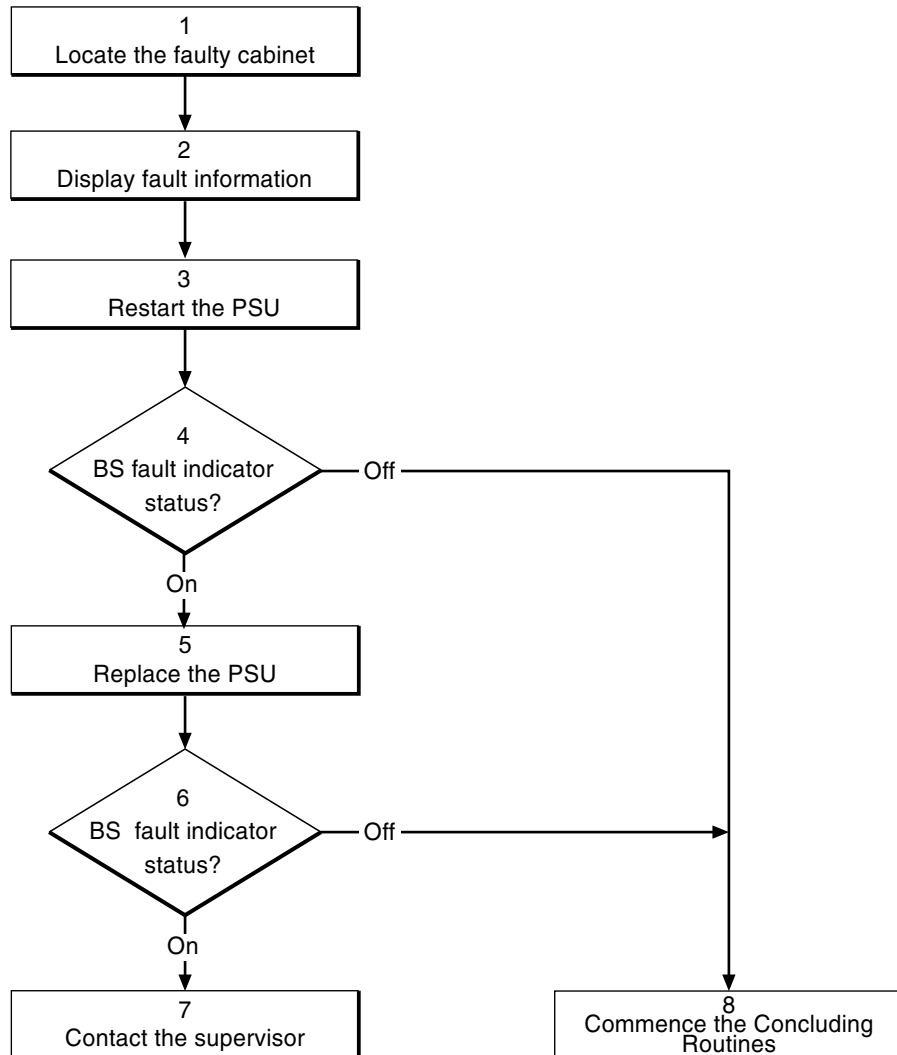 1
Locate the faulty cabinet
2
Display fault information
3
Restart the PSU
4
BS fault indicator
status?
Off
On
5
Replace the PSU
6
BS fault indicator
status?
Off
On
7
Contact the supervisor
8
Commence the Concluding
Routines